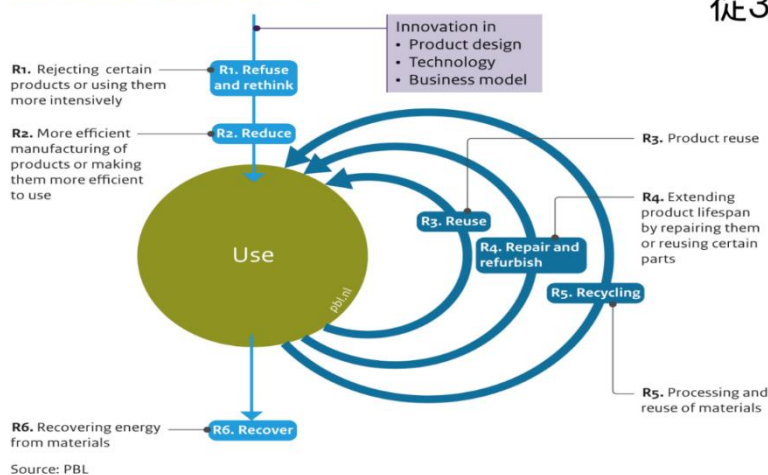 從3
Innovation in
• Product design
• Technology
• Business model
R1. Rejecting certain
products or using them
more intensively
R1. Refuse
and rethink
R2. More efficient
manufacturing of
products or making
them more efficient
to use
R2. Reduce
Use
pbl.nl
R3. Reuse
R4. Repair and
refurbish
R5. Recycling
R3. Product reuse
R4. Extending
product lifespan
by repairing them
or reusing certain
parts
R5. Processing and
reuse of materials
R6. Recovering energy
from materials
R6. Recover
Source: PBL